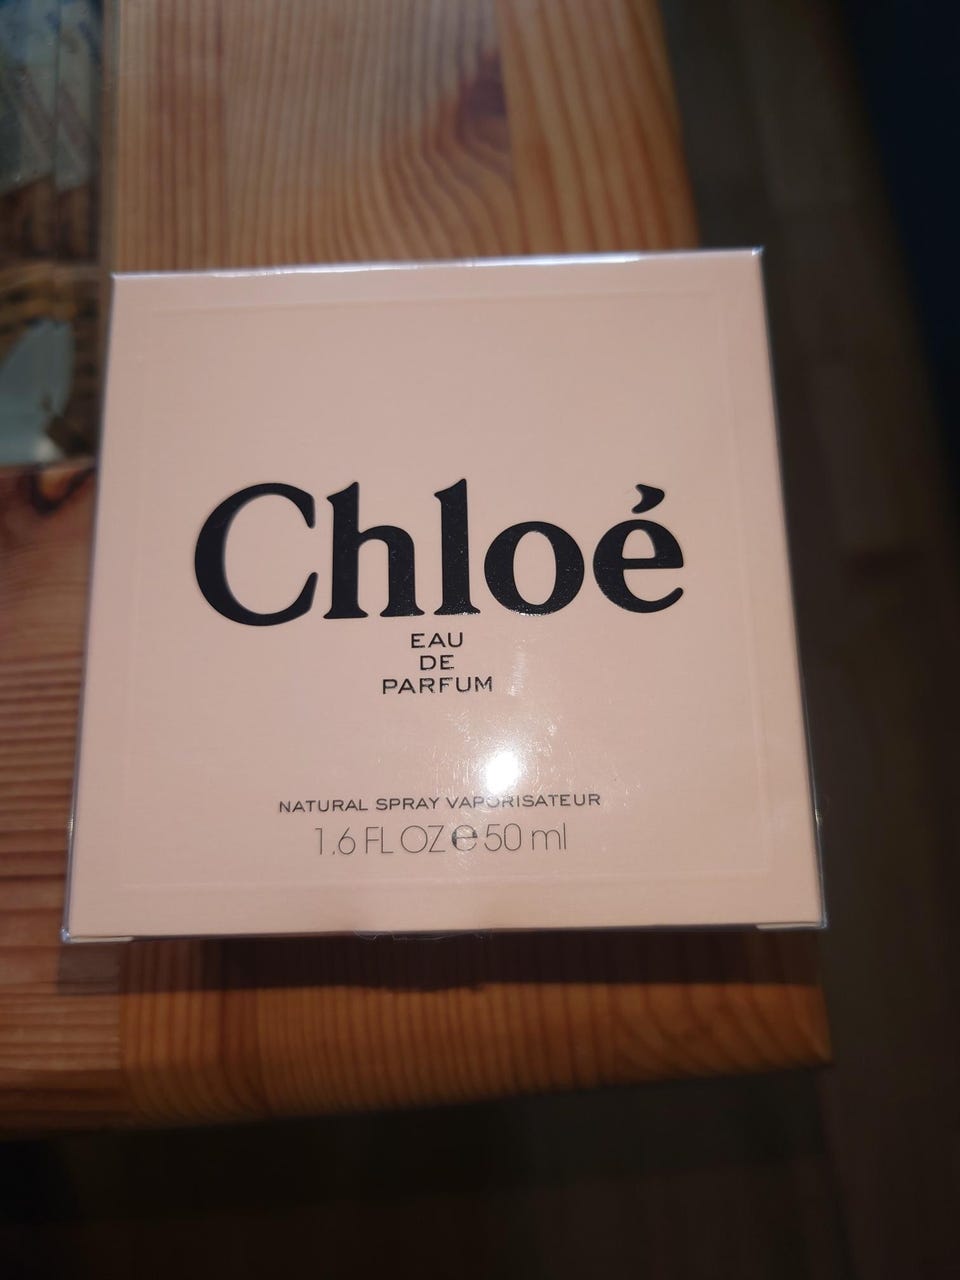 Chloé
EAU
DE
PARFUM
NATURAL SPRAY VAPORISATEUR
1.6 FL OZ ℮ 50 ml